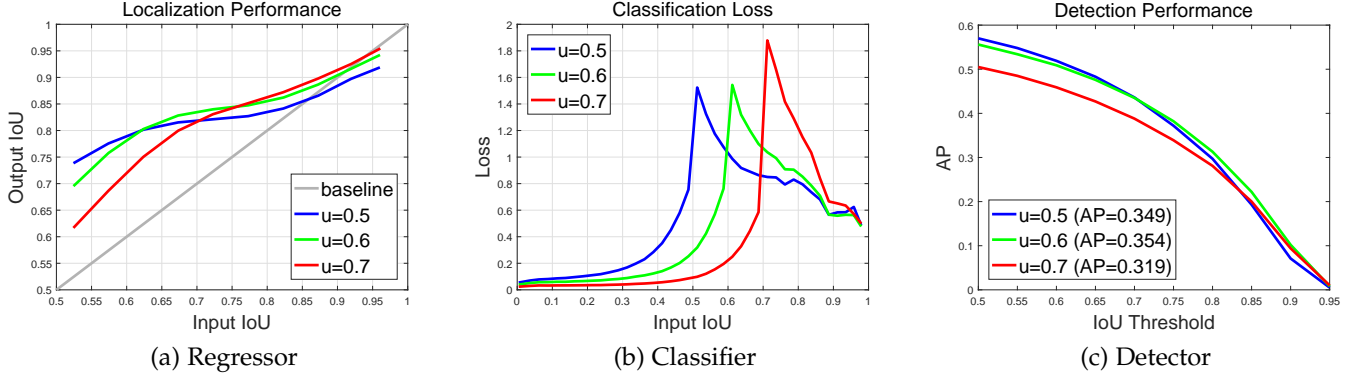 Localization Performance
1
0.95
0.9
0.85
0.8
0.75
0.7
0.65
0.6
0.55
0.5
Output IoU
baseline
u=0.5
u=0.6
u=0.7
0.5 0.55 0.6 0.65 0.7 0.75 0.8 0.85 0.9 0.95 1
Input IoU
(a) Regressor
Classification Loss
2
1.8
1.6
1.4
1.2
1
0.8
0.6
0.4
0.2
0
Loss
u=0.5
u=0.6
u=0.7
0 0.1 0.2 0.3 0.4 0.5 0.6 0.7 0.8 0.9 1
Input IoU
(b) Classifier
Detection Performance
0.6
0.5
0.4
0.3
0.2
0.1
0
AP
u=0.5 (AP=0.349)
u=0.6 (AP=0.354)
u=0.7 (AP=0.319)
0.5 0.55 0.6 0.65 0.7 0.75 0.8 0.85 0.9 0.95
IoU Threshold
(c) Detector